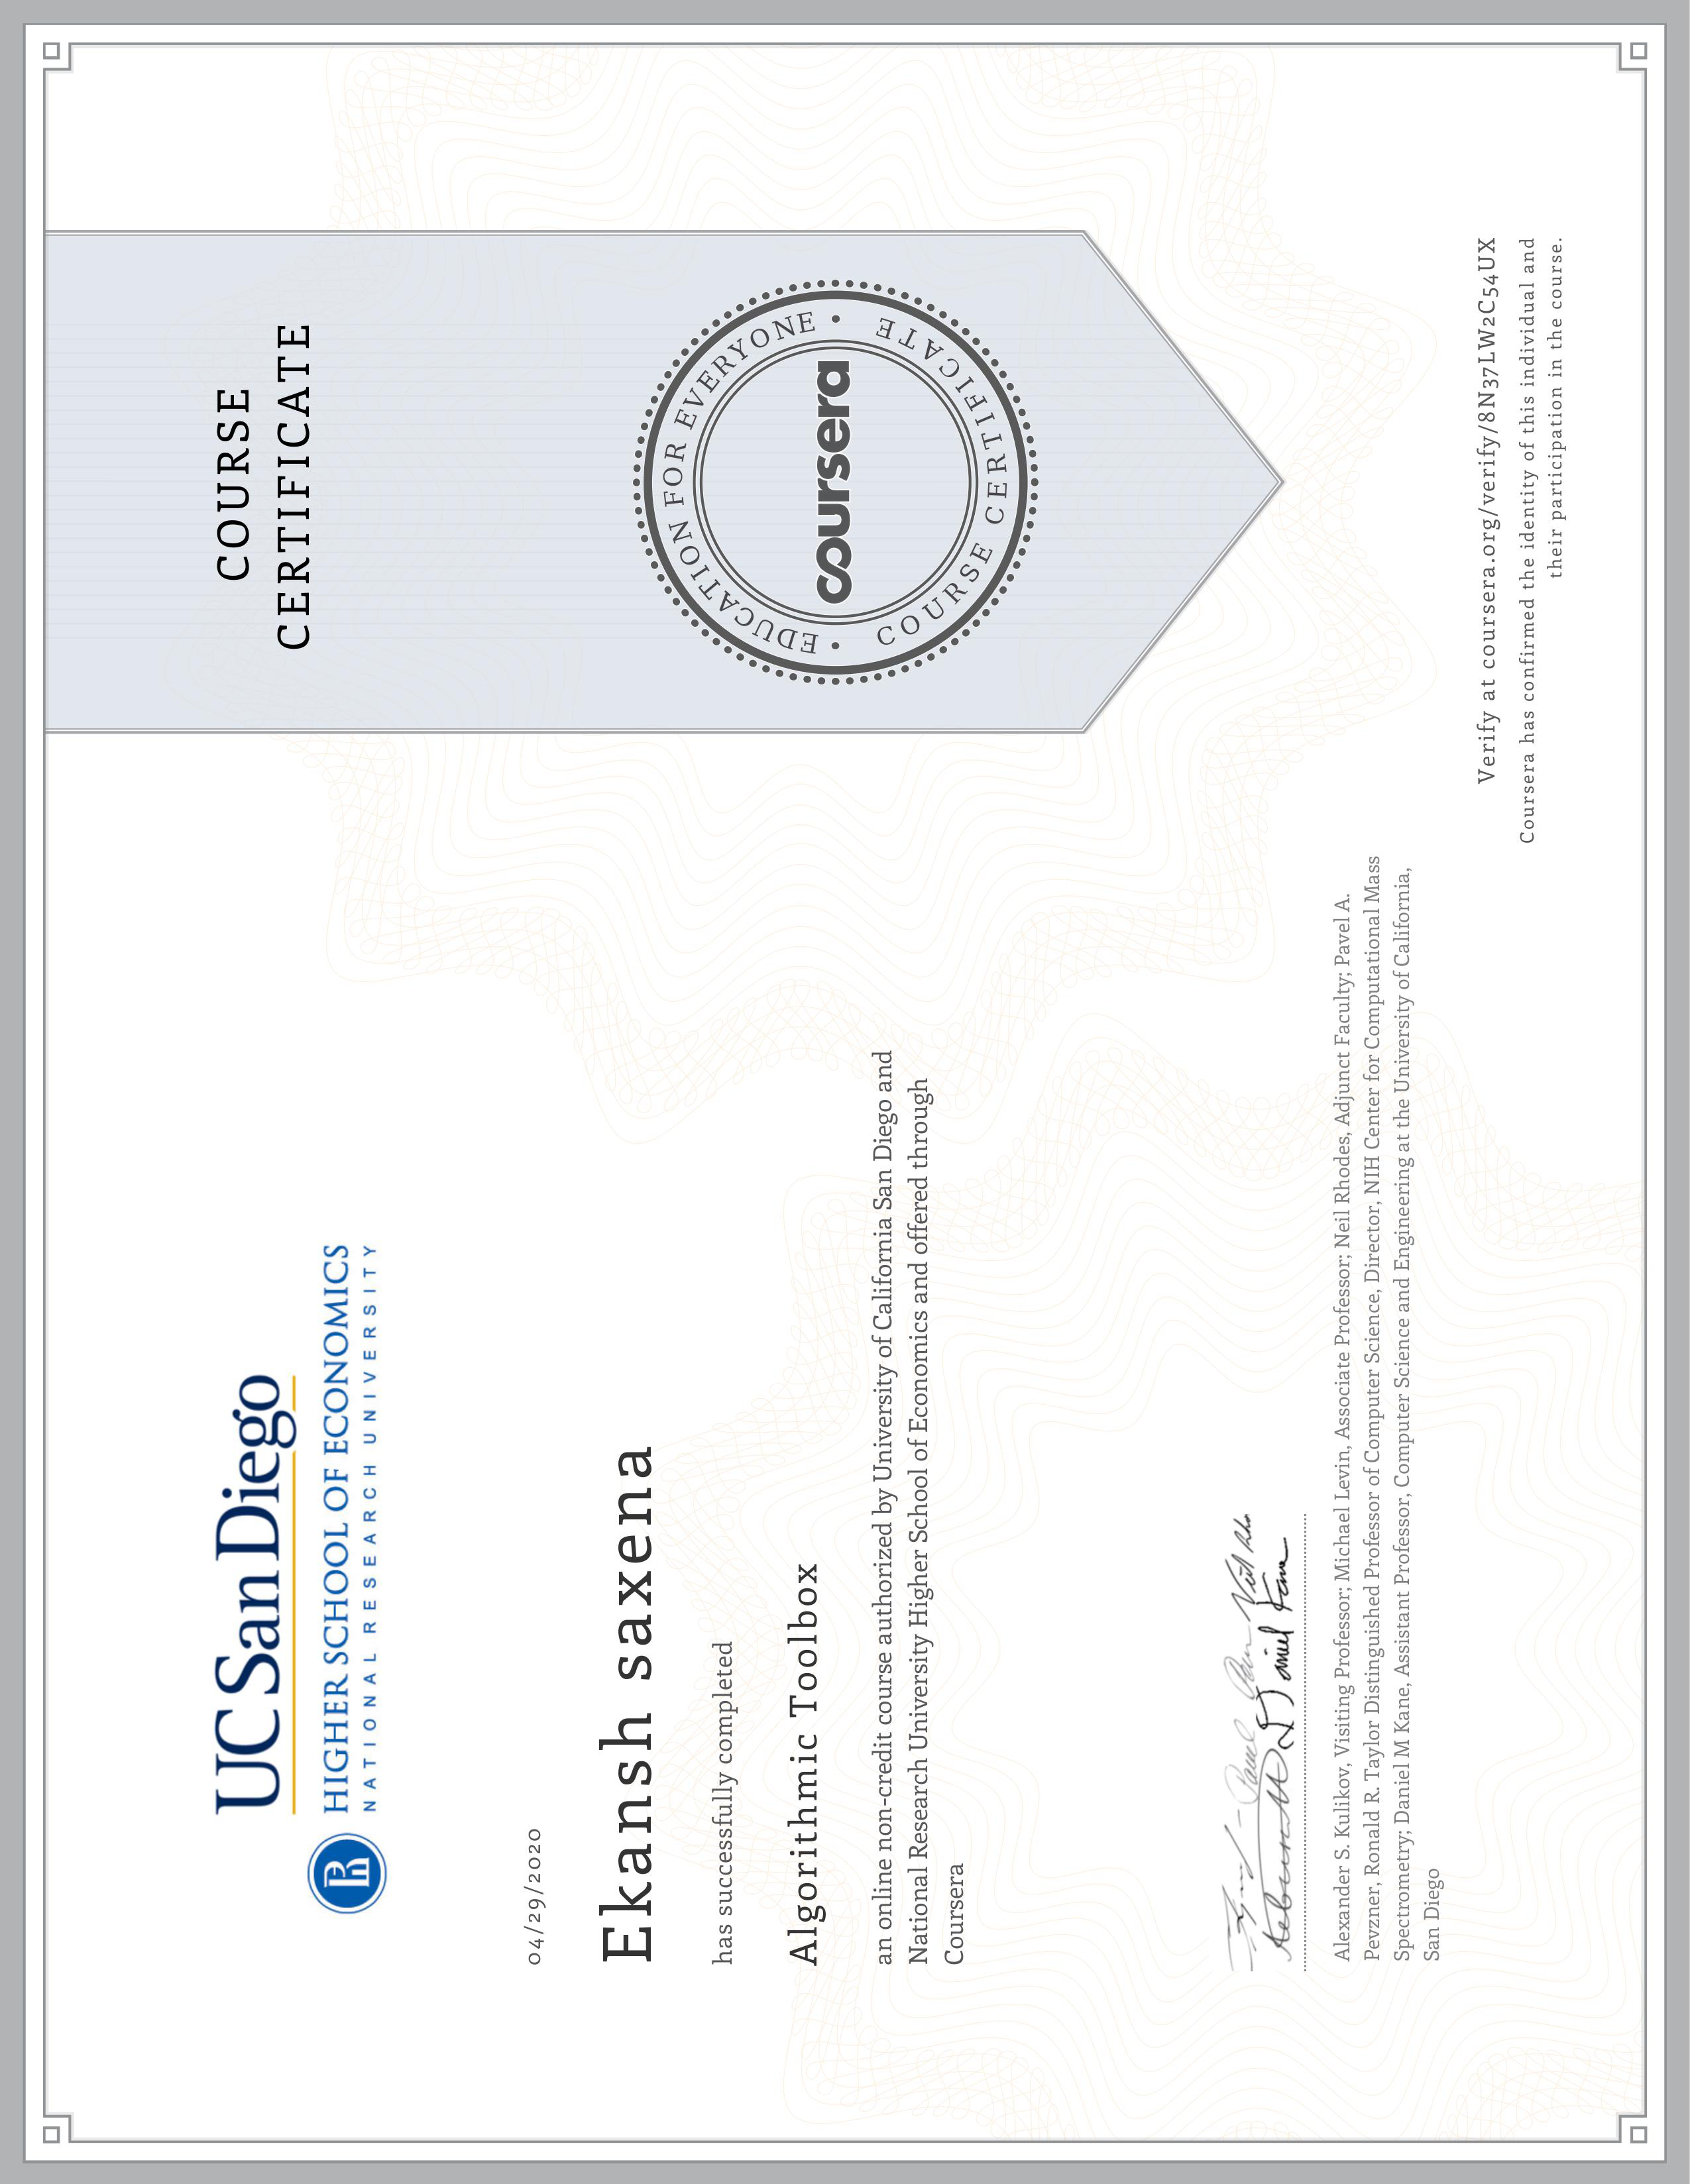 UC San Diego
HIGHER SCHOOL OF ECONOMICS
NATIONAL RESEARCH UNIVERSITY
04/29/2020
Ekansh saxena
has successfully completed
Algorithmic Toolbox
an online non-credit course authorized by University of California San Diego and
National Research University Higher School of Economics and offered through
Coursera
Alexander S. Kulikov, Visiting Professor; Michael Levin, Associate Professor; Neil Rhodes, Adjunct Faculty; Pavel A.
Pevzner, Ronald R. Taylor Distinguished Professor of Computer Science, Director, NIH Center for Computational Mass
Spectrometry; Daniel M Kane, Assistant Professor, Computer Science and Engineering at the University of California,
San Diego
COURSE
CERTIFICATE
EDUCATION FOR EVERYONE
coursera
COURSE CERTIFICATE
Verify at coursera.org/verify/8N37LW2C54UX
Coursera has confirmed the identity of this individual and
their participation in the course.